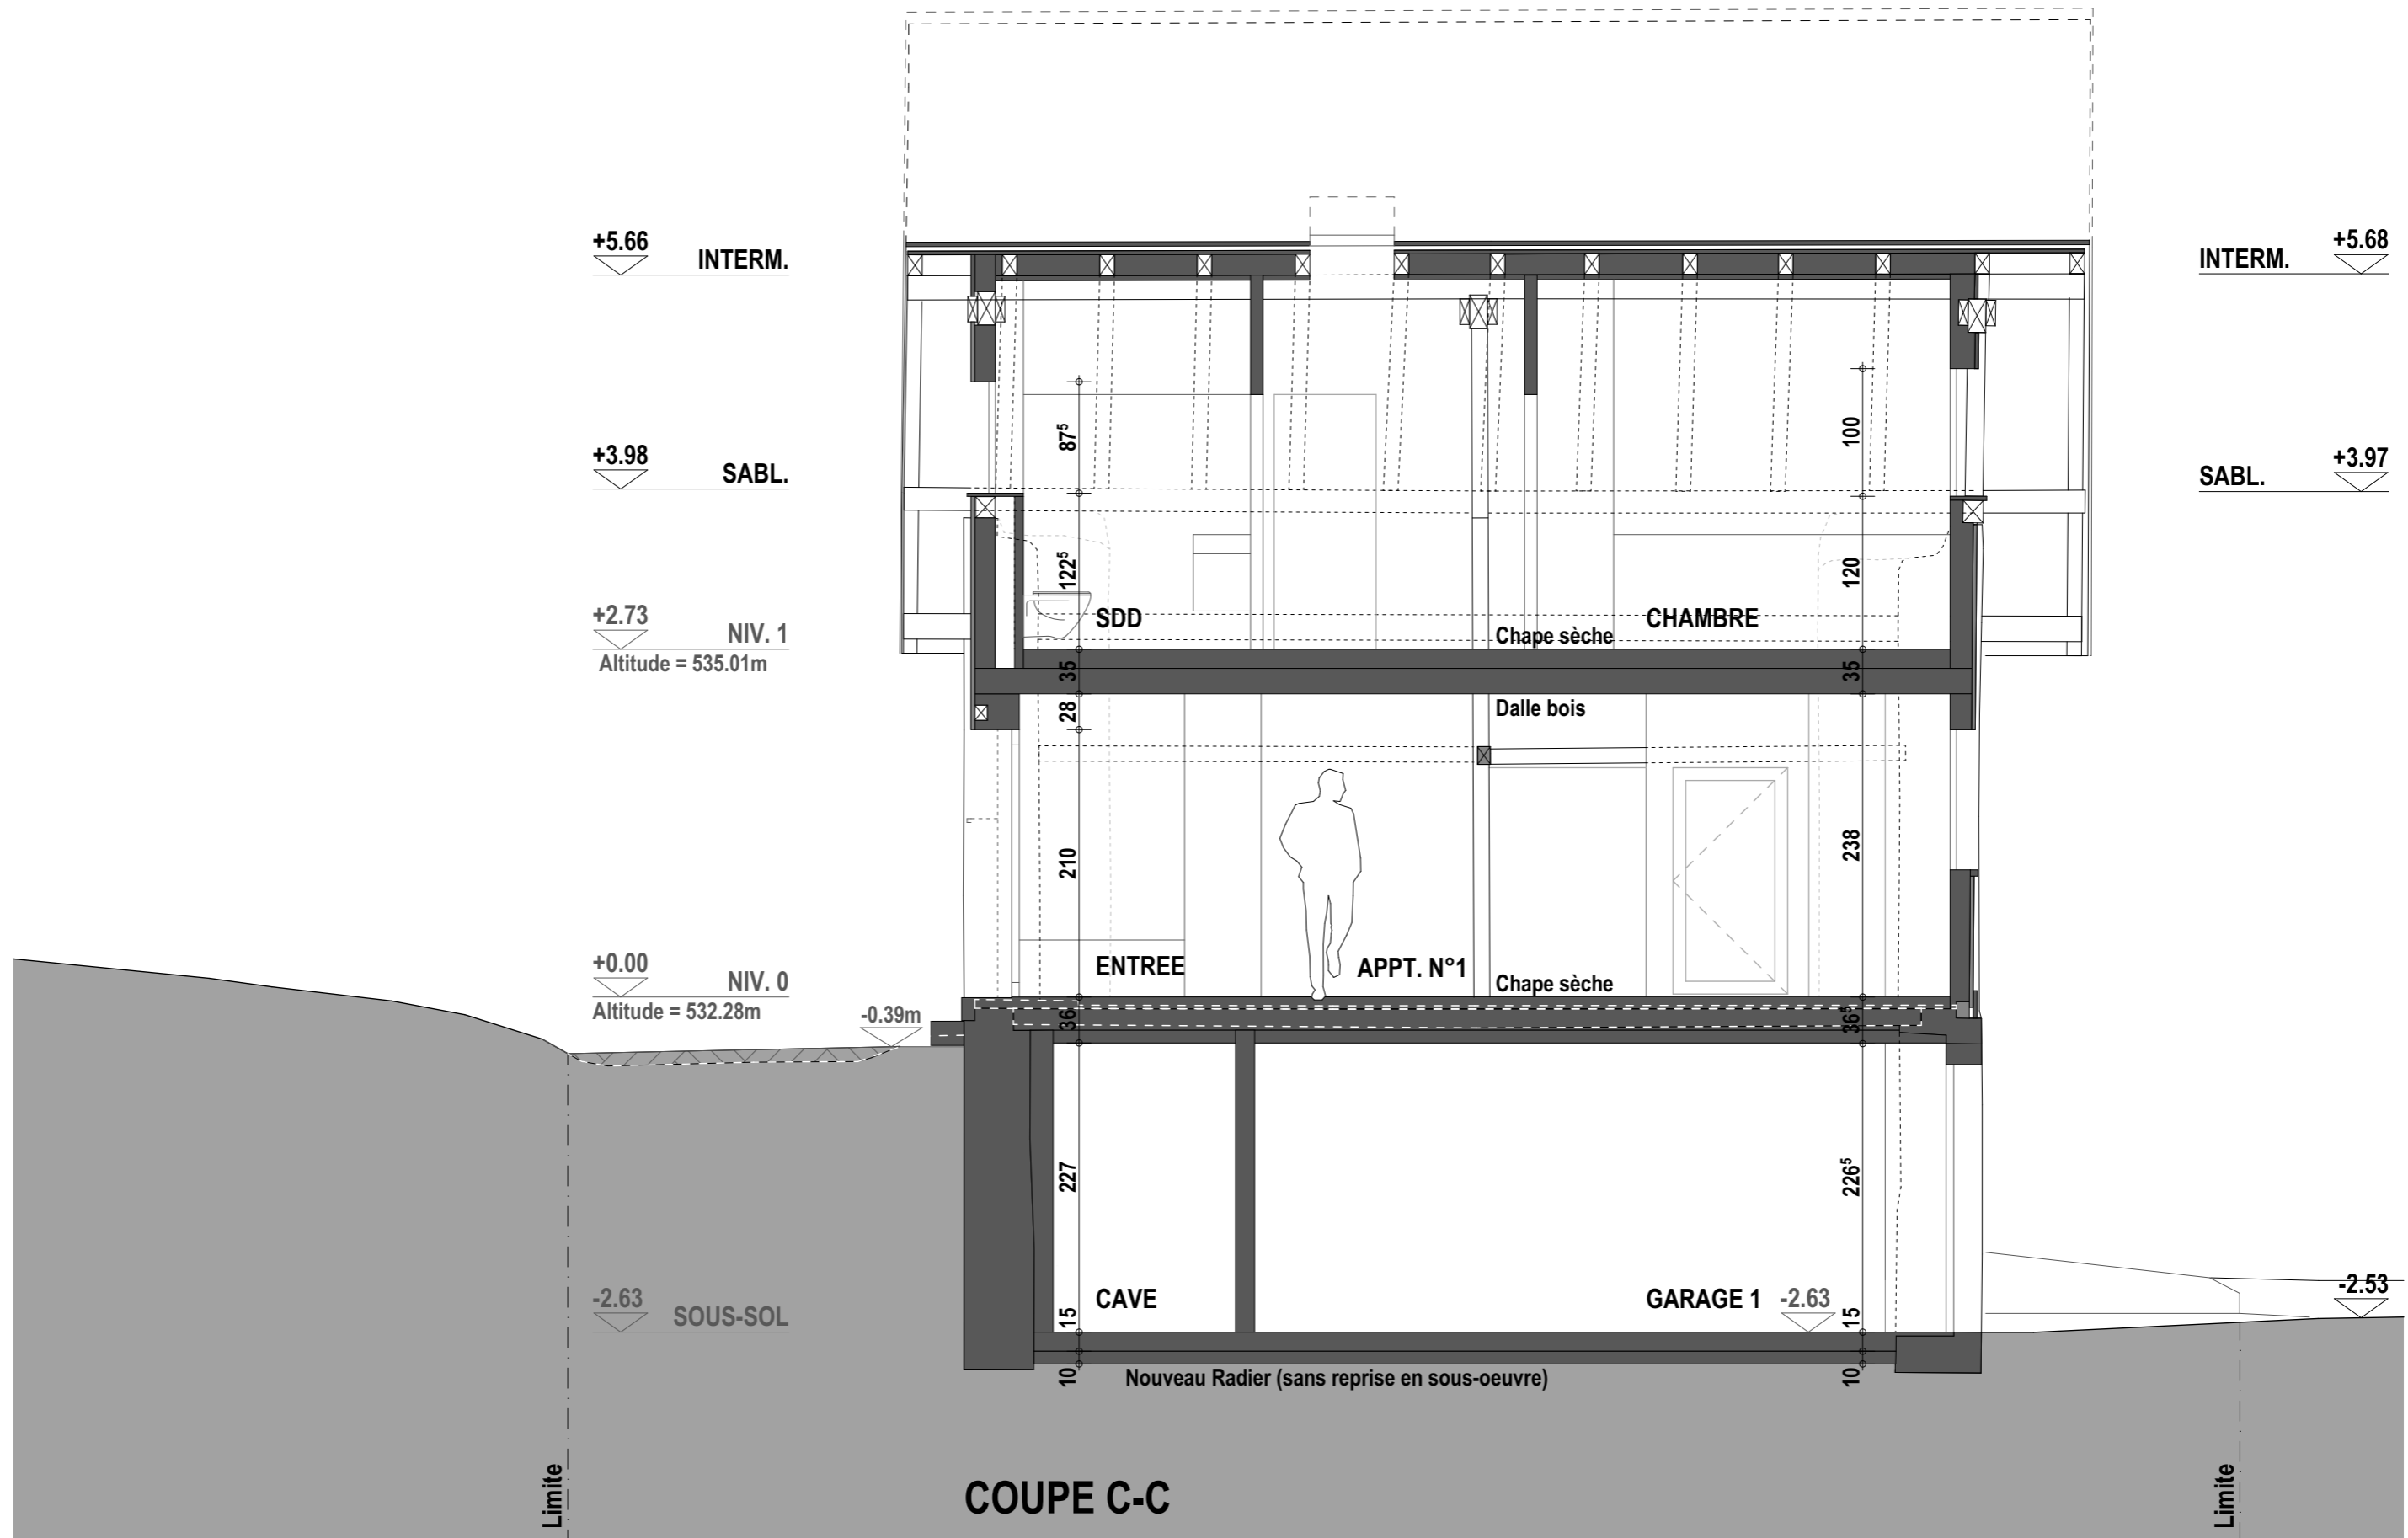 +5.66
INTERM.
INTERM.
+5.68
87⁵
100
+3.98
SABL.
SABL.
+3.97
122⁵
120
+2.73
NIV. 1
Altitude = 535.01m
SDD
CHAMBRE
Chape sèche
35
35
28
Dalle bois
210
238
+0.00
NIV. 0
Altitude = 532.28m
-0.39m
ENTREE
APPT. N°1
Chape sèche
36
36⁵
227
226⁵
-2.63
SOUS-SOL
CAVE
GARAGE 1
-2.63
-2.53
15
15
10
Nouveau Radier (sans reprise en sous-oeuvre)
10
Limite
COUPE C-C
Limite